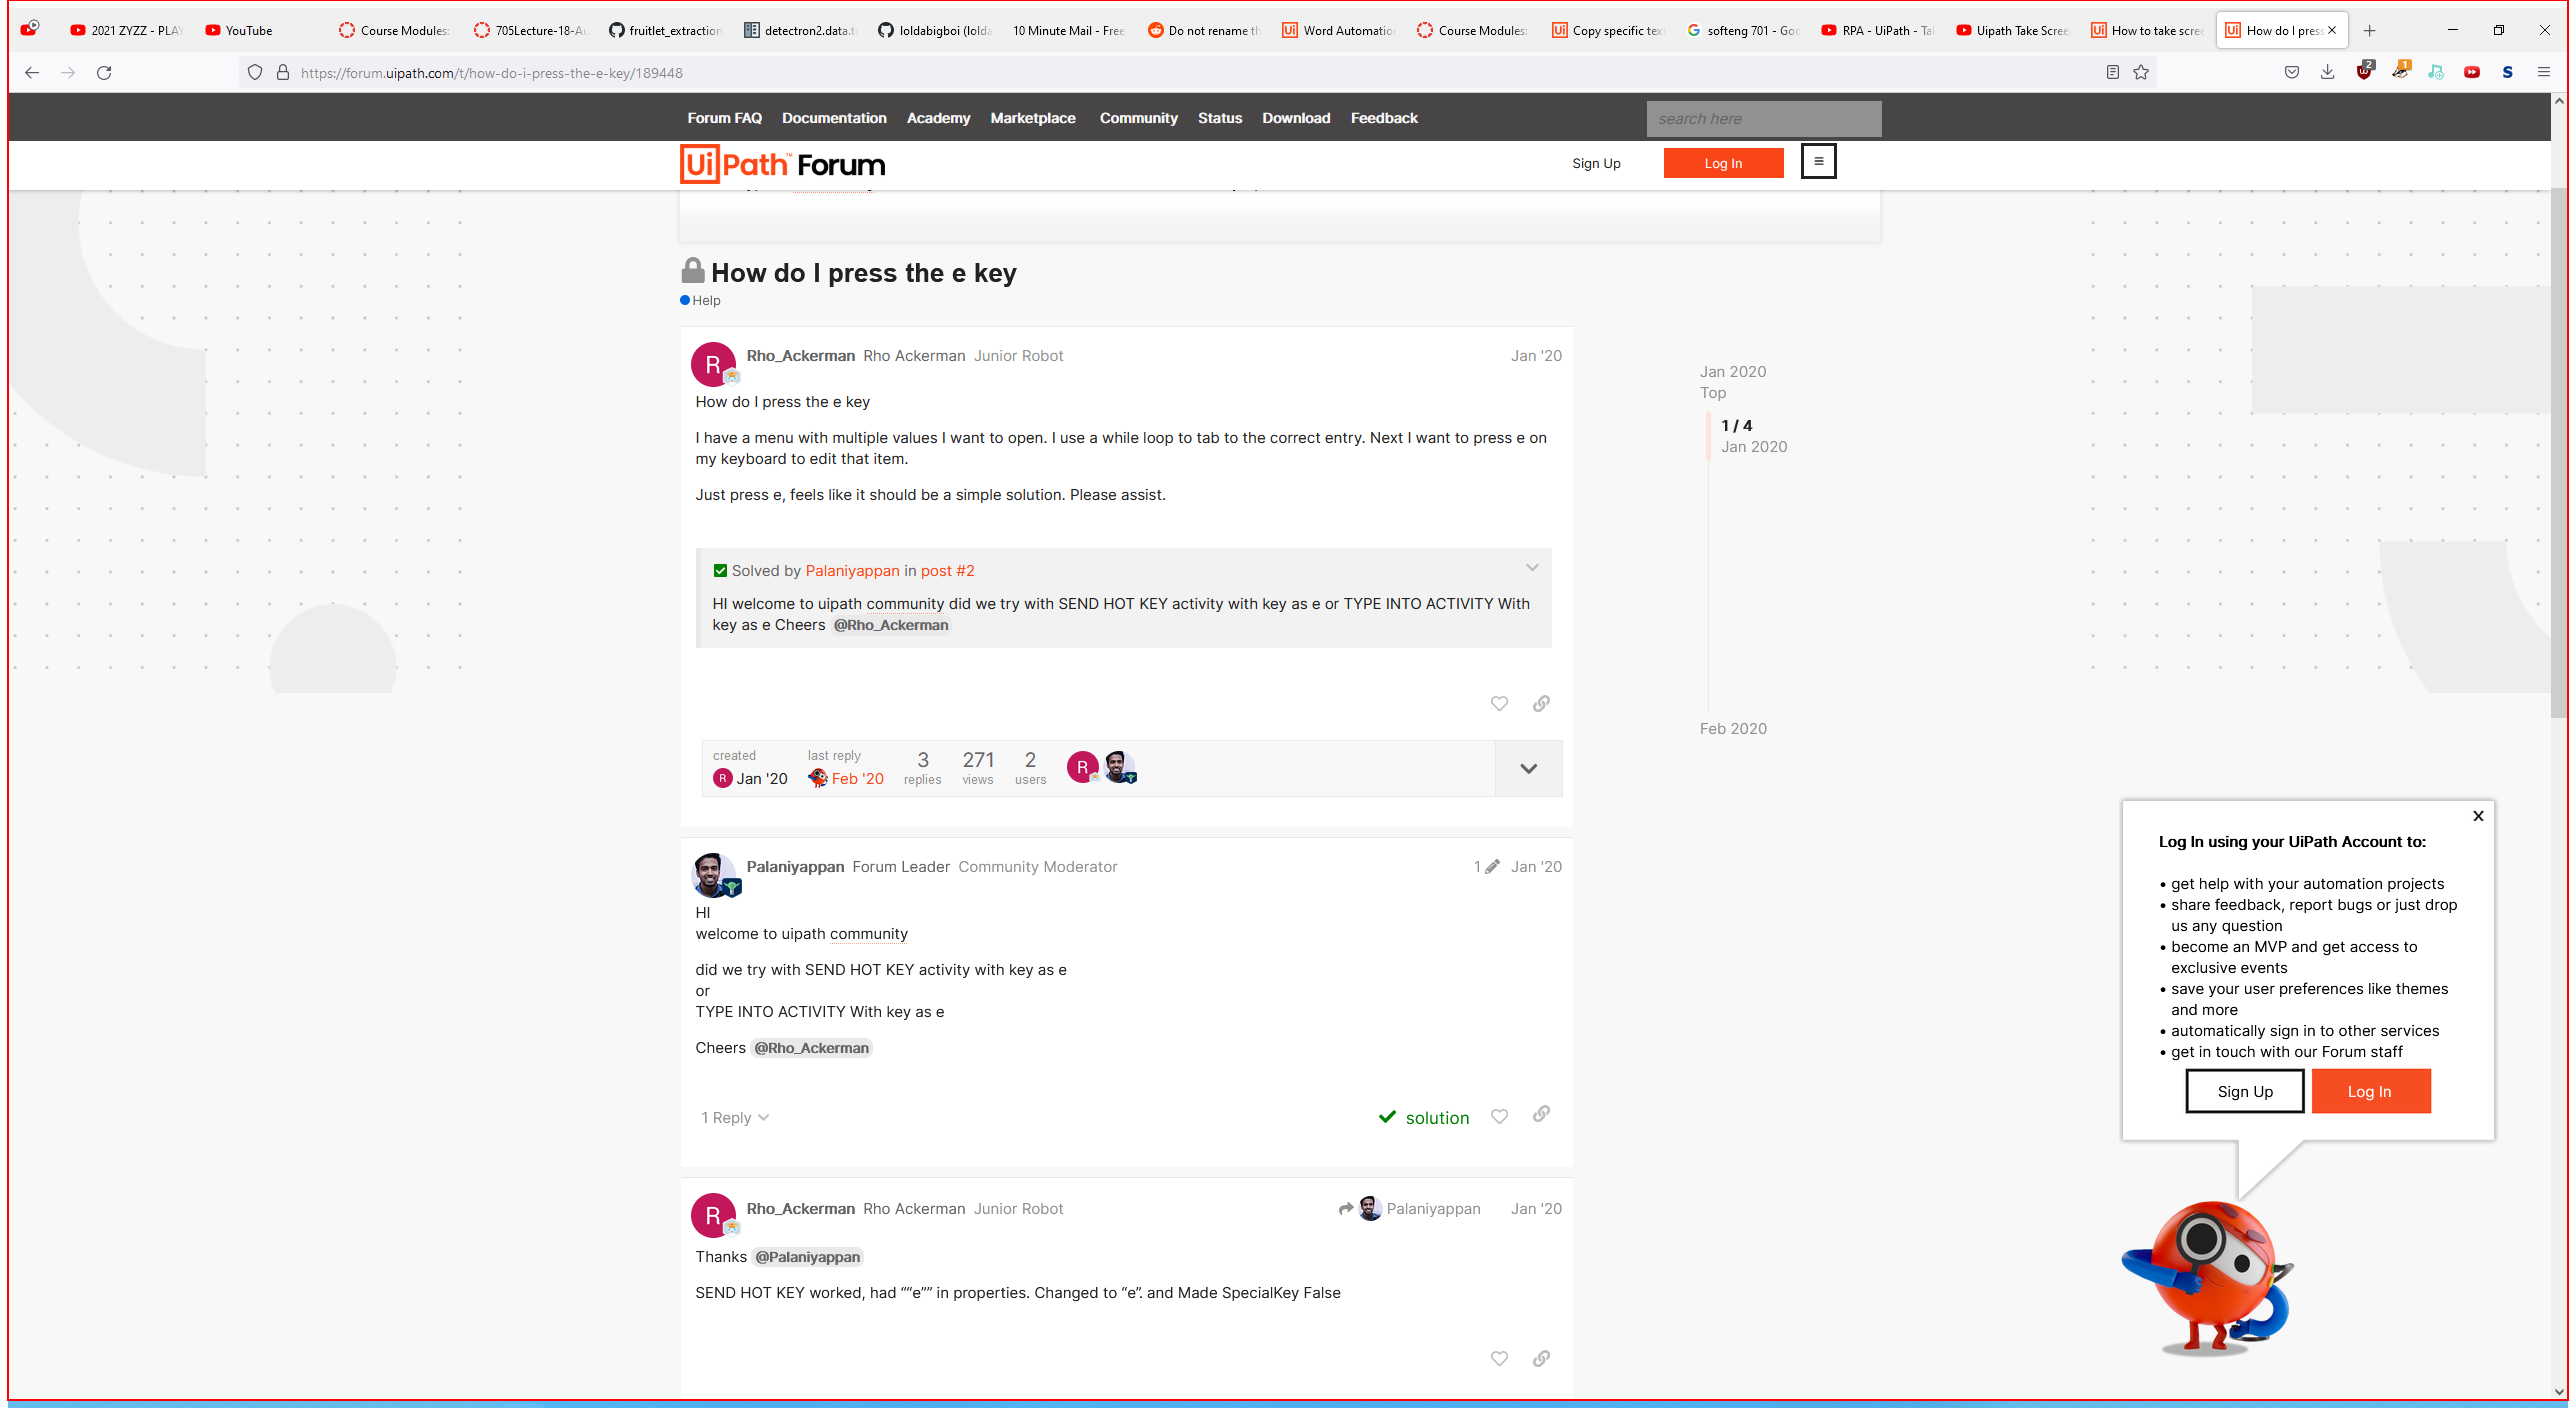 2021 ZYZZ - PLAY
YouTube
Course Modules:
705Lecture-18-Au
fruitlet_extraction
detectron2.data.t
loldabigboi (lolda
10 Minute Mail - Free
Do not rename th
Word Automatio
Course Modules:
Copy specific text
softeng 701 - Goo
RPA - UiPath - Tak
Uipath Take Scree
How to take scree
How do I press
https://forum.uipath.com/t/how-do-i-press-the-e-key/189448
2
1
S
Forum FAQ Documentation Academy Marketplace Community Status Download Feedback
search here
UiPath™ Forum
Sign Up
Log In
How do I press the e key
Help
R
Rho_Ackerman Rho Ackerman Junior Robot
Jan '20
How do I press the e key
I have a menu with multiple values I want to open. I use a while loop to tab to the correct entry. Next I want to press e on
my keyboard to edit that item.
Just press e, feels like it should be a simple solution. Please assist.
Solved by Palaniyappan in post #2
HI welcome to uipath community did we try with SEND HOT KEY activity with key as e or TYPE INTO ACTIVITY With
key as e Cheers @Rho_Ackerman
created
R Jan '20
last reply
Feb '20
3
replies
271
views
2
users
R
Jan 2020
Top
1 / 4
Jan 2020
Feb 2020
Palaniyappan Forum Leader Community Moderator
1
Jan '20
HI
welcome to uipath community
did we try with SEND HOT KEY activity with key as e
or
TYPE INTO ACTIVITY With key as e
Cheers @Rho_Ackerman
1 Reply
solution
R
Rho_Ackerman Rho Ackerman Junior Robot
Palaniyappan
Jan '20
Thanks @Palaniyappan
SEND HOT KEY worked, had ““e”” in properties. Changed to “e”. and Made SpecialKey False
x
Log In using your UiPath Account to:
• get help with your automation projects
• share feedback, report bugs or just drop
us any question
• become an MVP and get access to
exclusive events
• save your user preferences like themes
and more
• automatically sign in to other services
• get in touch with our Forum staff
Sign Up
Log In